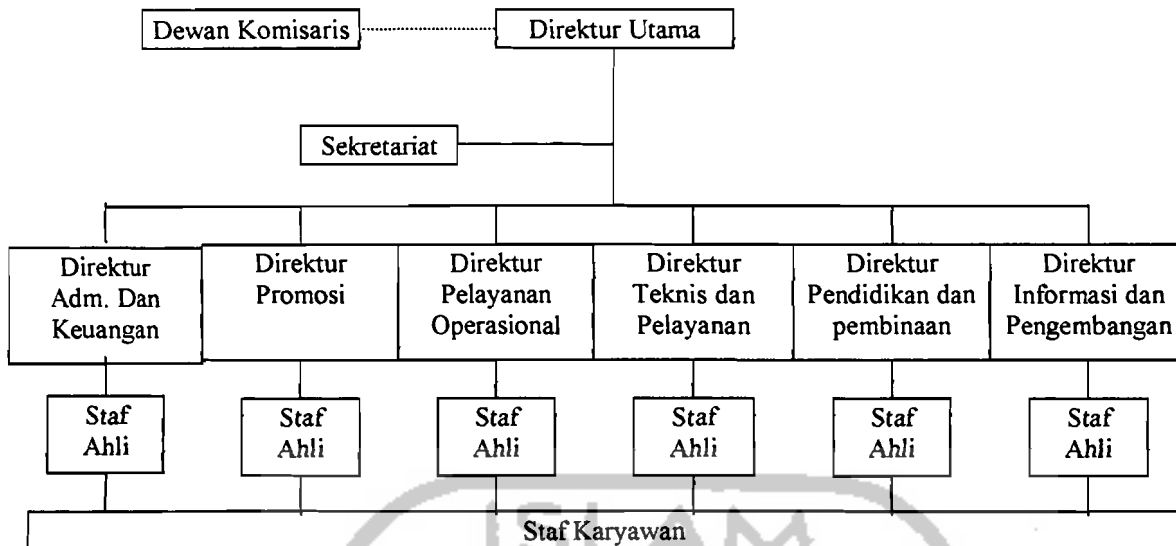 Dewan Komisaris
Direktur Utama
Sekretariat
Direktur
Adm. Dan
Keuangan
Direktur
Promosi
Direktur
Pelayanan
Operasional
Direktur
Teknis dan
Pelayanan
Direktur
Pendidikan dan
pembinaan
Direktur
Informasi dan
Pengembangan
Staf
Ahli
Staf
Ahli
Staf
Ahli
Staf
Ahli
Staf
Ahli
Staf
Ahli
ISLAM
Staf Karyawan